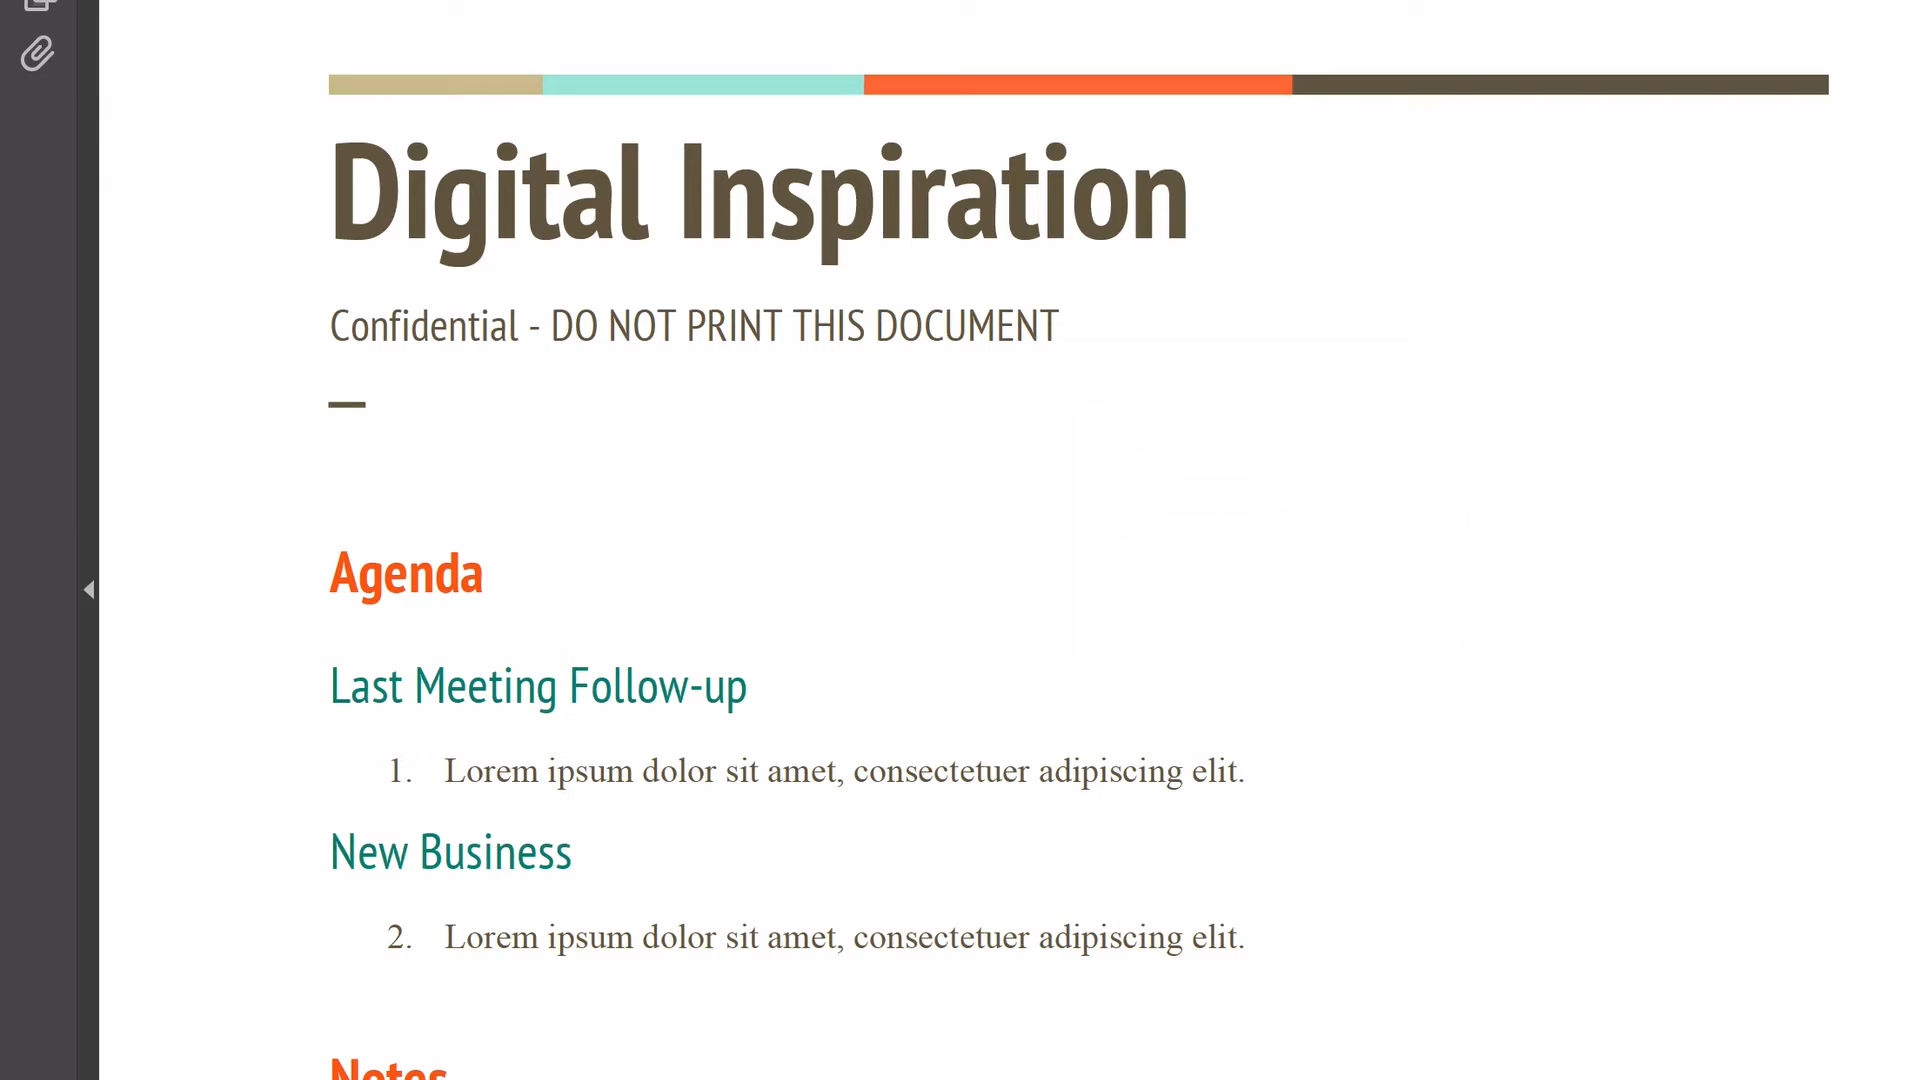 Digital Inspiration
Confidential - DO NOT PRINT THIS DOCUMENT
Agenda
Last Meeting Follow-up
1. Lorem ipsum dolor sit amet, consectetuer adipiscing elit.
New Business
2. Lorem ipsum dolor sit amet, consectetuer adipiscing elit.
Notes